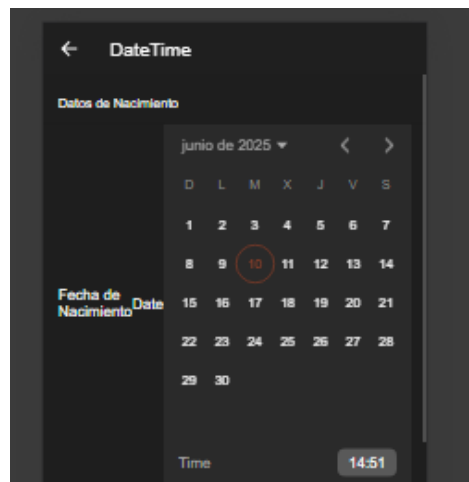 ← DateTime
Datos de Nacimiento
junio de 2025
D L M X J V S
1 2 3 4 5 6 7
8 9 10 11 12 13 14
Fecha de
Nacimiento Date
15 16 17 18 19 20 21
22 23 24 25 26 27 28
29 30
Time 14:51